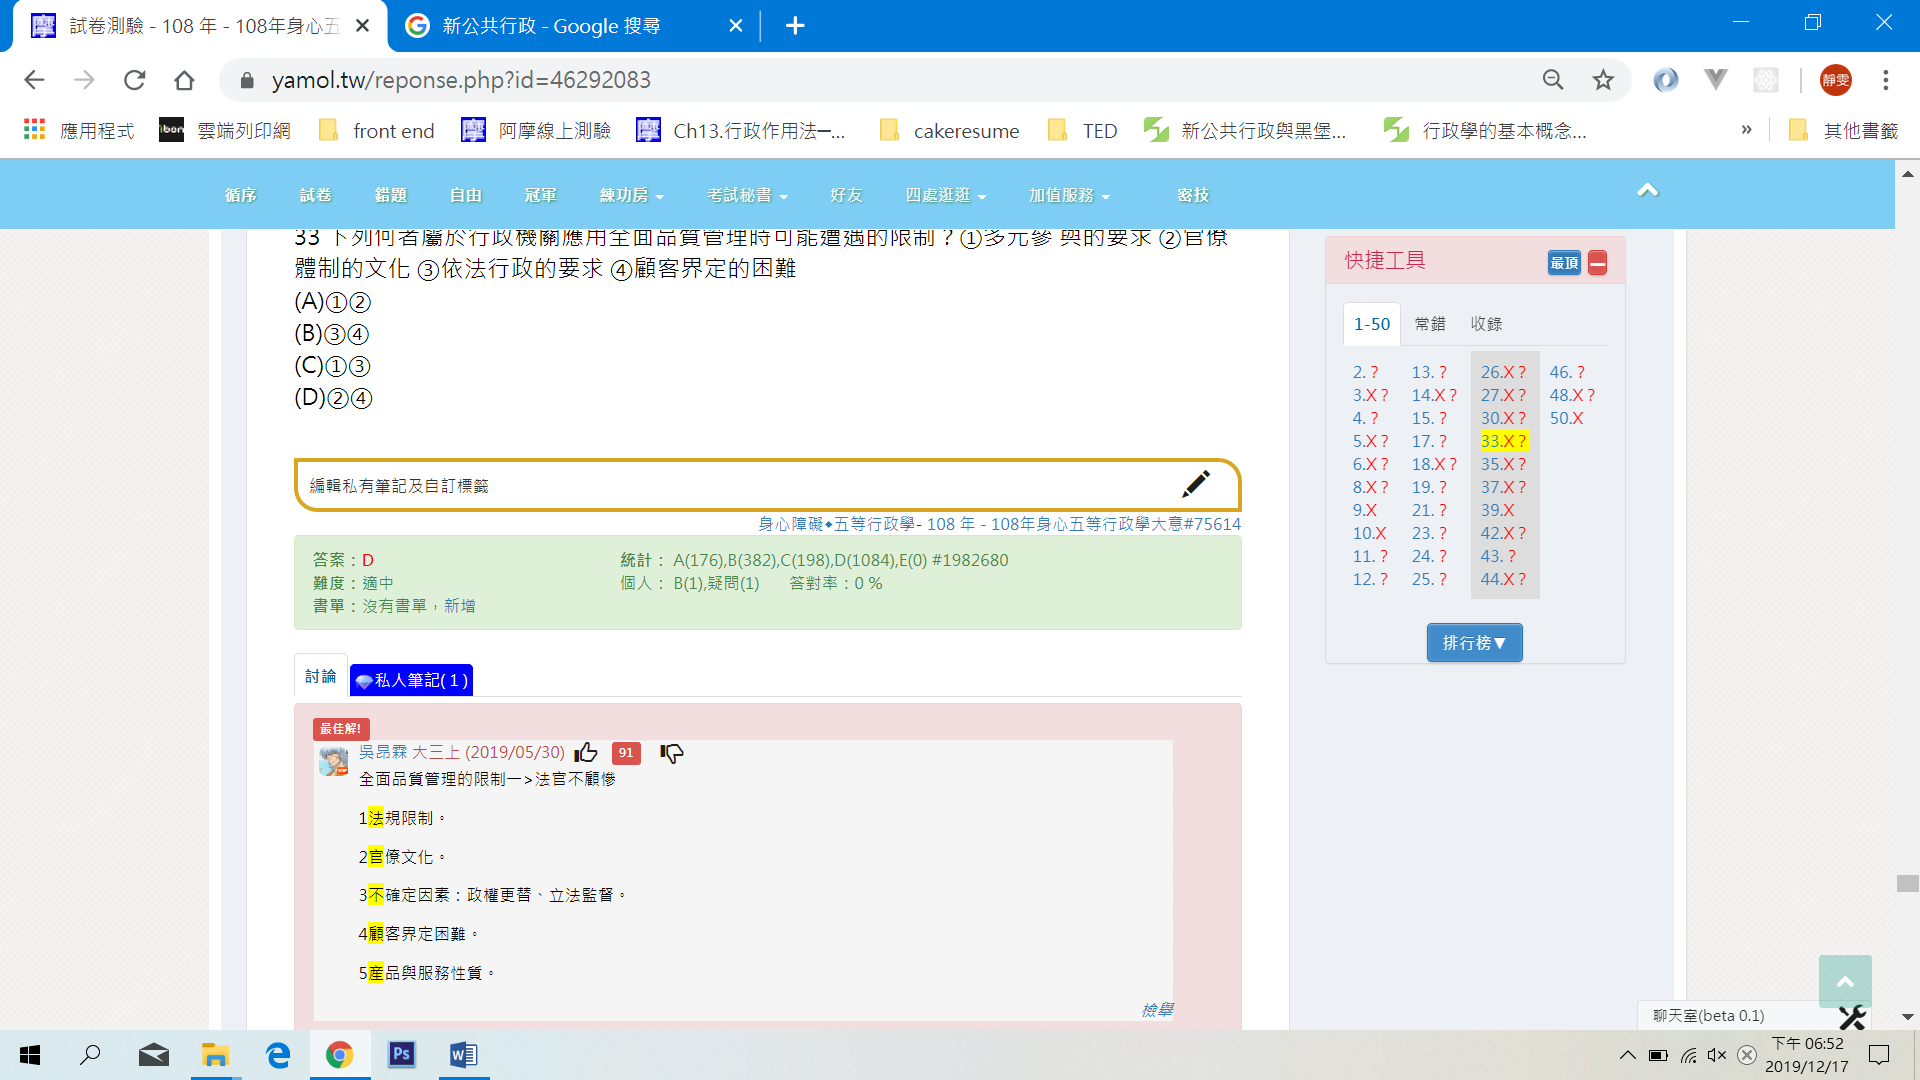 試卷測驗 - 108 年 - 108年身心五
新公共行政 - Google 搜尋
yamol.tw/reponse.php?id=46292083
靜雯
應用程式
ibon
雲端列印網
front end
阿摩線上測驗
Ch13.行政作用法─...
cakeresume
TED
新公共行政與黑堡...
行政學的基本概念...
»
其他書籤
循序 試卷 錯題 自由 冠軍 練功房 考試秘書 好友 四處逛逛 加值服務 密技
33 下列何者屬於行政機關應用全面品質管理時可能遭遇的限制？①多元參 與的要求 ②官僚
體制的文化 ③依法行政的要求 ④顧客界定的困難
(A)①②
(B)③④
(C)①③
(D)②④
編輯私有筆記及自訂標籤
身心障礙◆五等行政學- 108 年 - 108年身心五等行政學大意#75614
答案：D
統計： A(176),B(382),C(198),D(1084),E(0) #1982680
難度：適中
個人： B(1),疑問(1) 答對率：0 %
書單：沒有書單，新增
討論
私人筆記( 1 )
最佳解!
吳昂霖 大三上 (2019/05/30) 91
全面品質管理的限制一>法官不顧慘
1法規限制。
2官僚文化。
3不確定因素：政權更替、立法監督。
4顧客界定困難。
5産品與服務性質。
檢舉
快捷工具
最頂
1-50 常錯 收錄
2. ? 13. ? 26.X ? 46. ?
3.X ? 14.X ? 27.X ? 48.X ?
4. ? 15. ? 30.X ? 50.X
5.X ? 17. ? 33.X ?
6.X ? 18.X ? 35.X ?
8.X ? 19. ? 37.X ?
9.X 21. ? 39.X
10.X 23. ? 42.X ?
11. ? 24. ? 43. ?
12. ? 25. ? 44.X ?
排行榜▼
聊天室(beta 0.1)
Ps
下午 06:52
2019/12/17